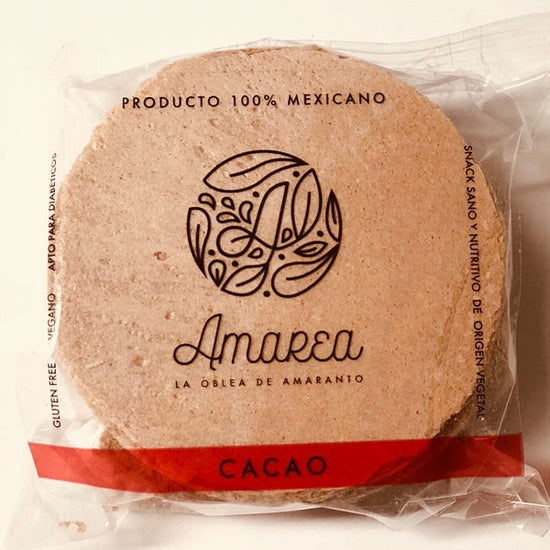 PRODUCTO 100% MEXICANO
GLUTEN FREE VEGANO APTO PARA DIABÉTICOS
SNACK SANO Y NUTRITIVO DE ORIGEN VEGETAL
Amarea
LA OBLEA DE AMARANTO
CACAO